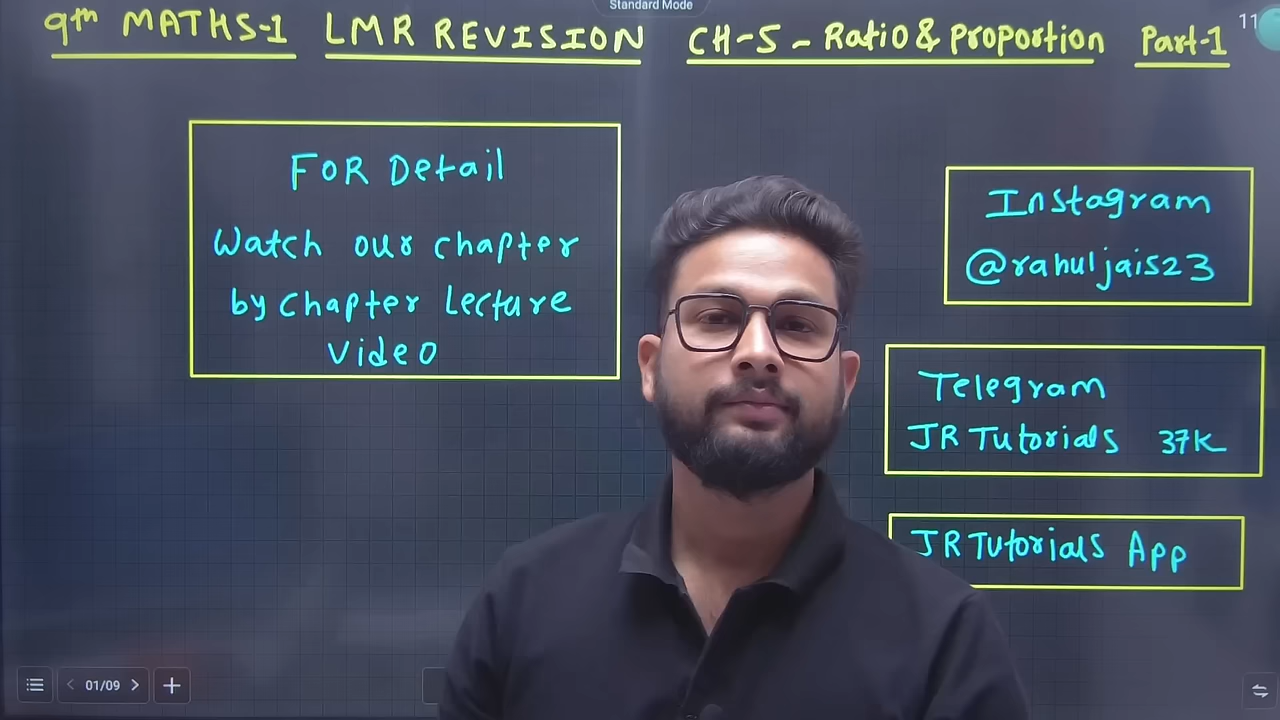 Standard Mode
9th MATHS-1 LMR REVISION CH-5 - Ratio & Proportion Part-1
11
FOR Detail
Watch our chapter
by chapter Lecture
Video
Instagram
@rahuljais23
Telegram
JR Tutorials 37K
JR Tutorials App
01/09